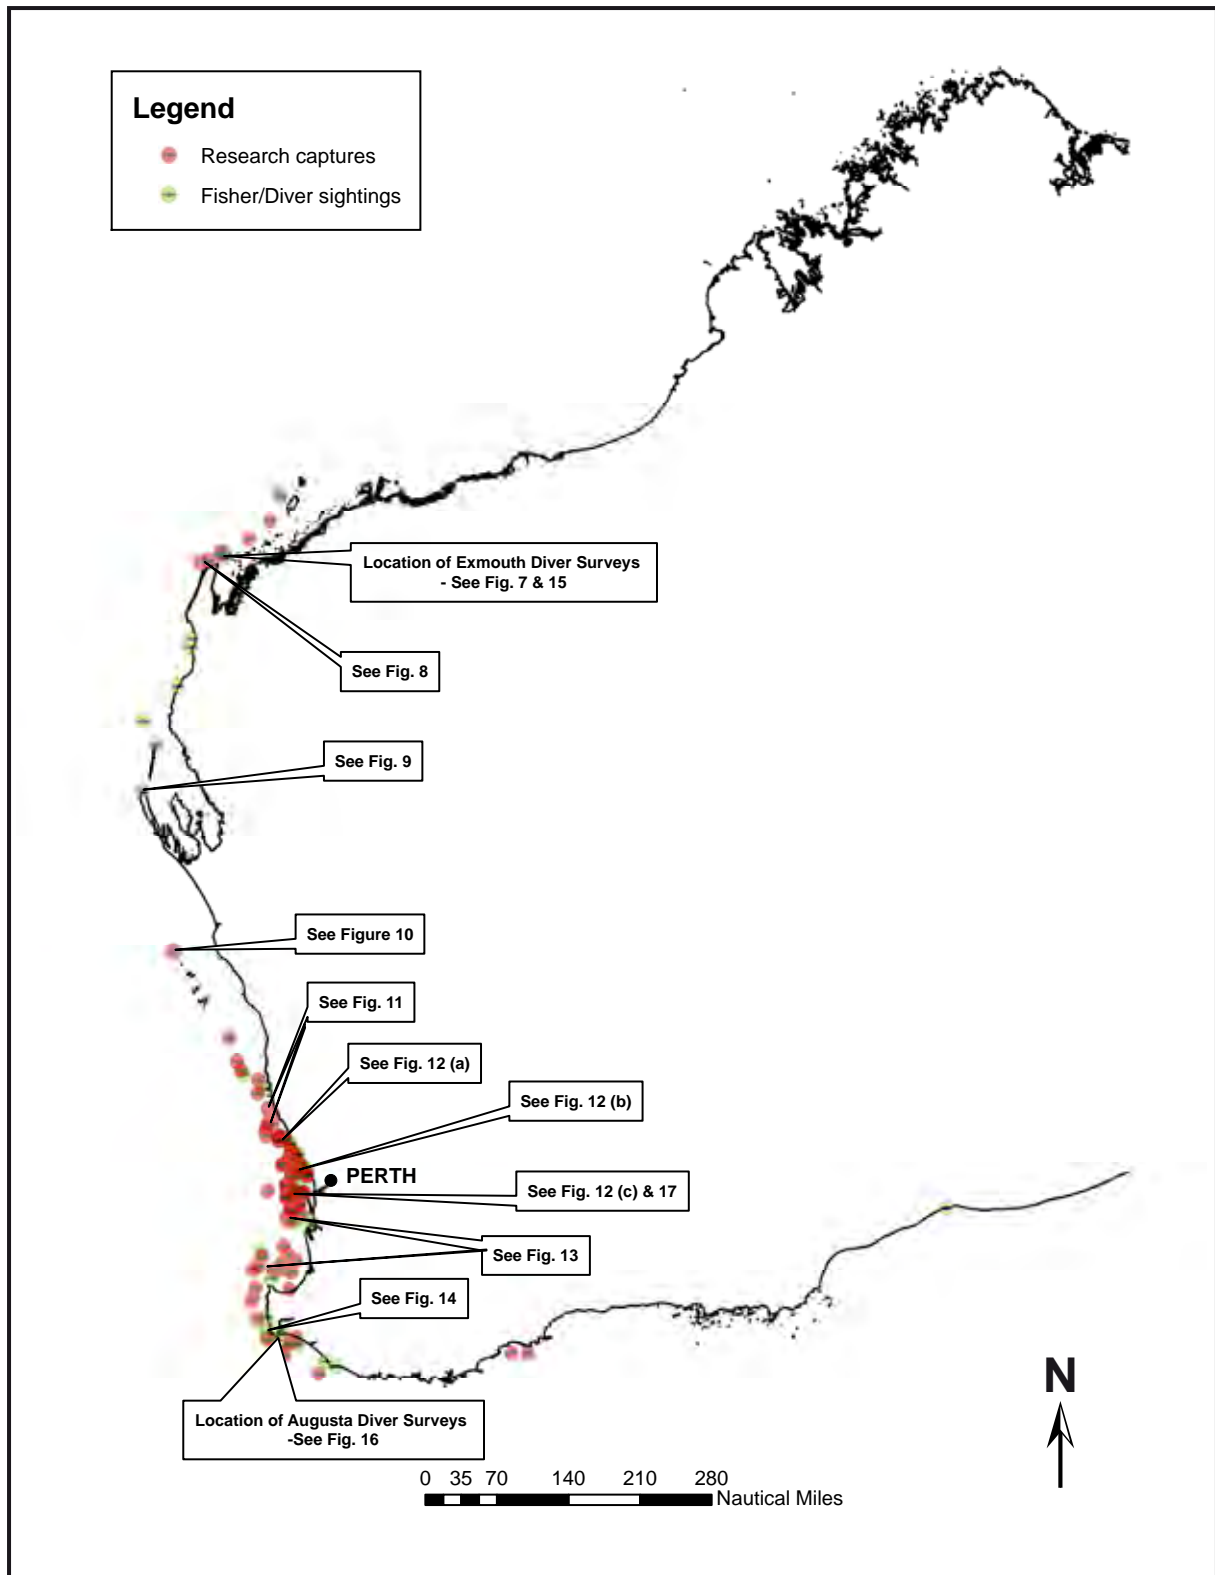 Legend
Research captures
Fisher/Diver sightings
Location of Exmouth Diver Surveys
- See Fig. 7 & 15
See Fig. 8
See Fig. 9
See Figure 10
See Fig. 11
See Fig. 12 (a)
See Fig. 12 (b)
PERTH
See Fig. 12 (c) & 17
See Fig. 13
See Fig. 14
Location of Augusta Diver Surveys
-See Fig. 16
N
0 35 70 140 210 280
Nautical Miles